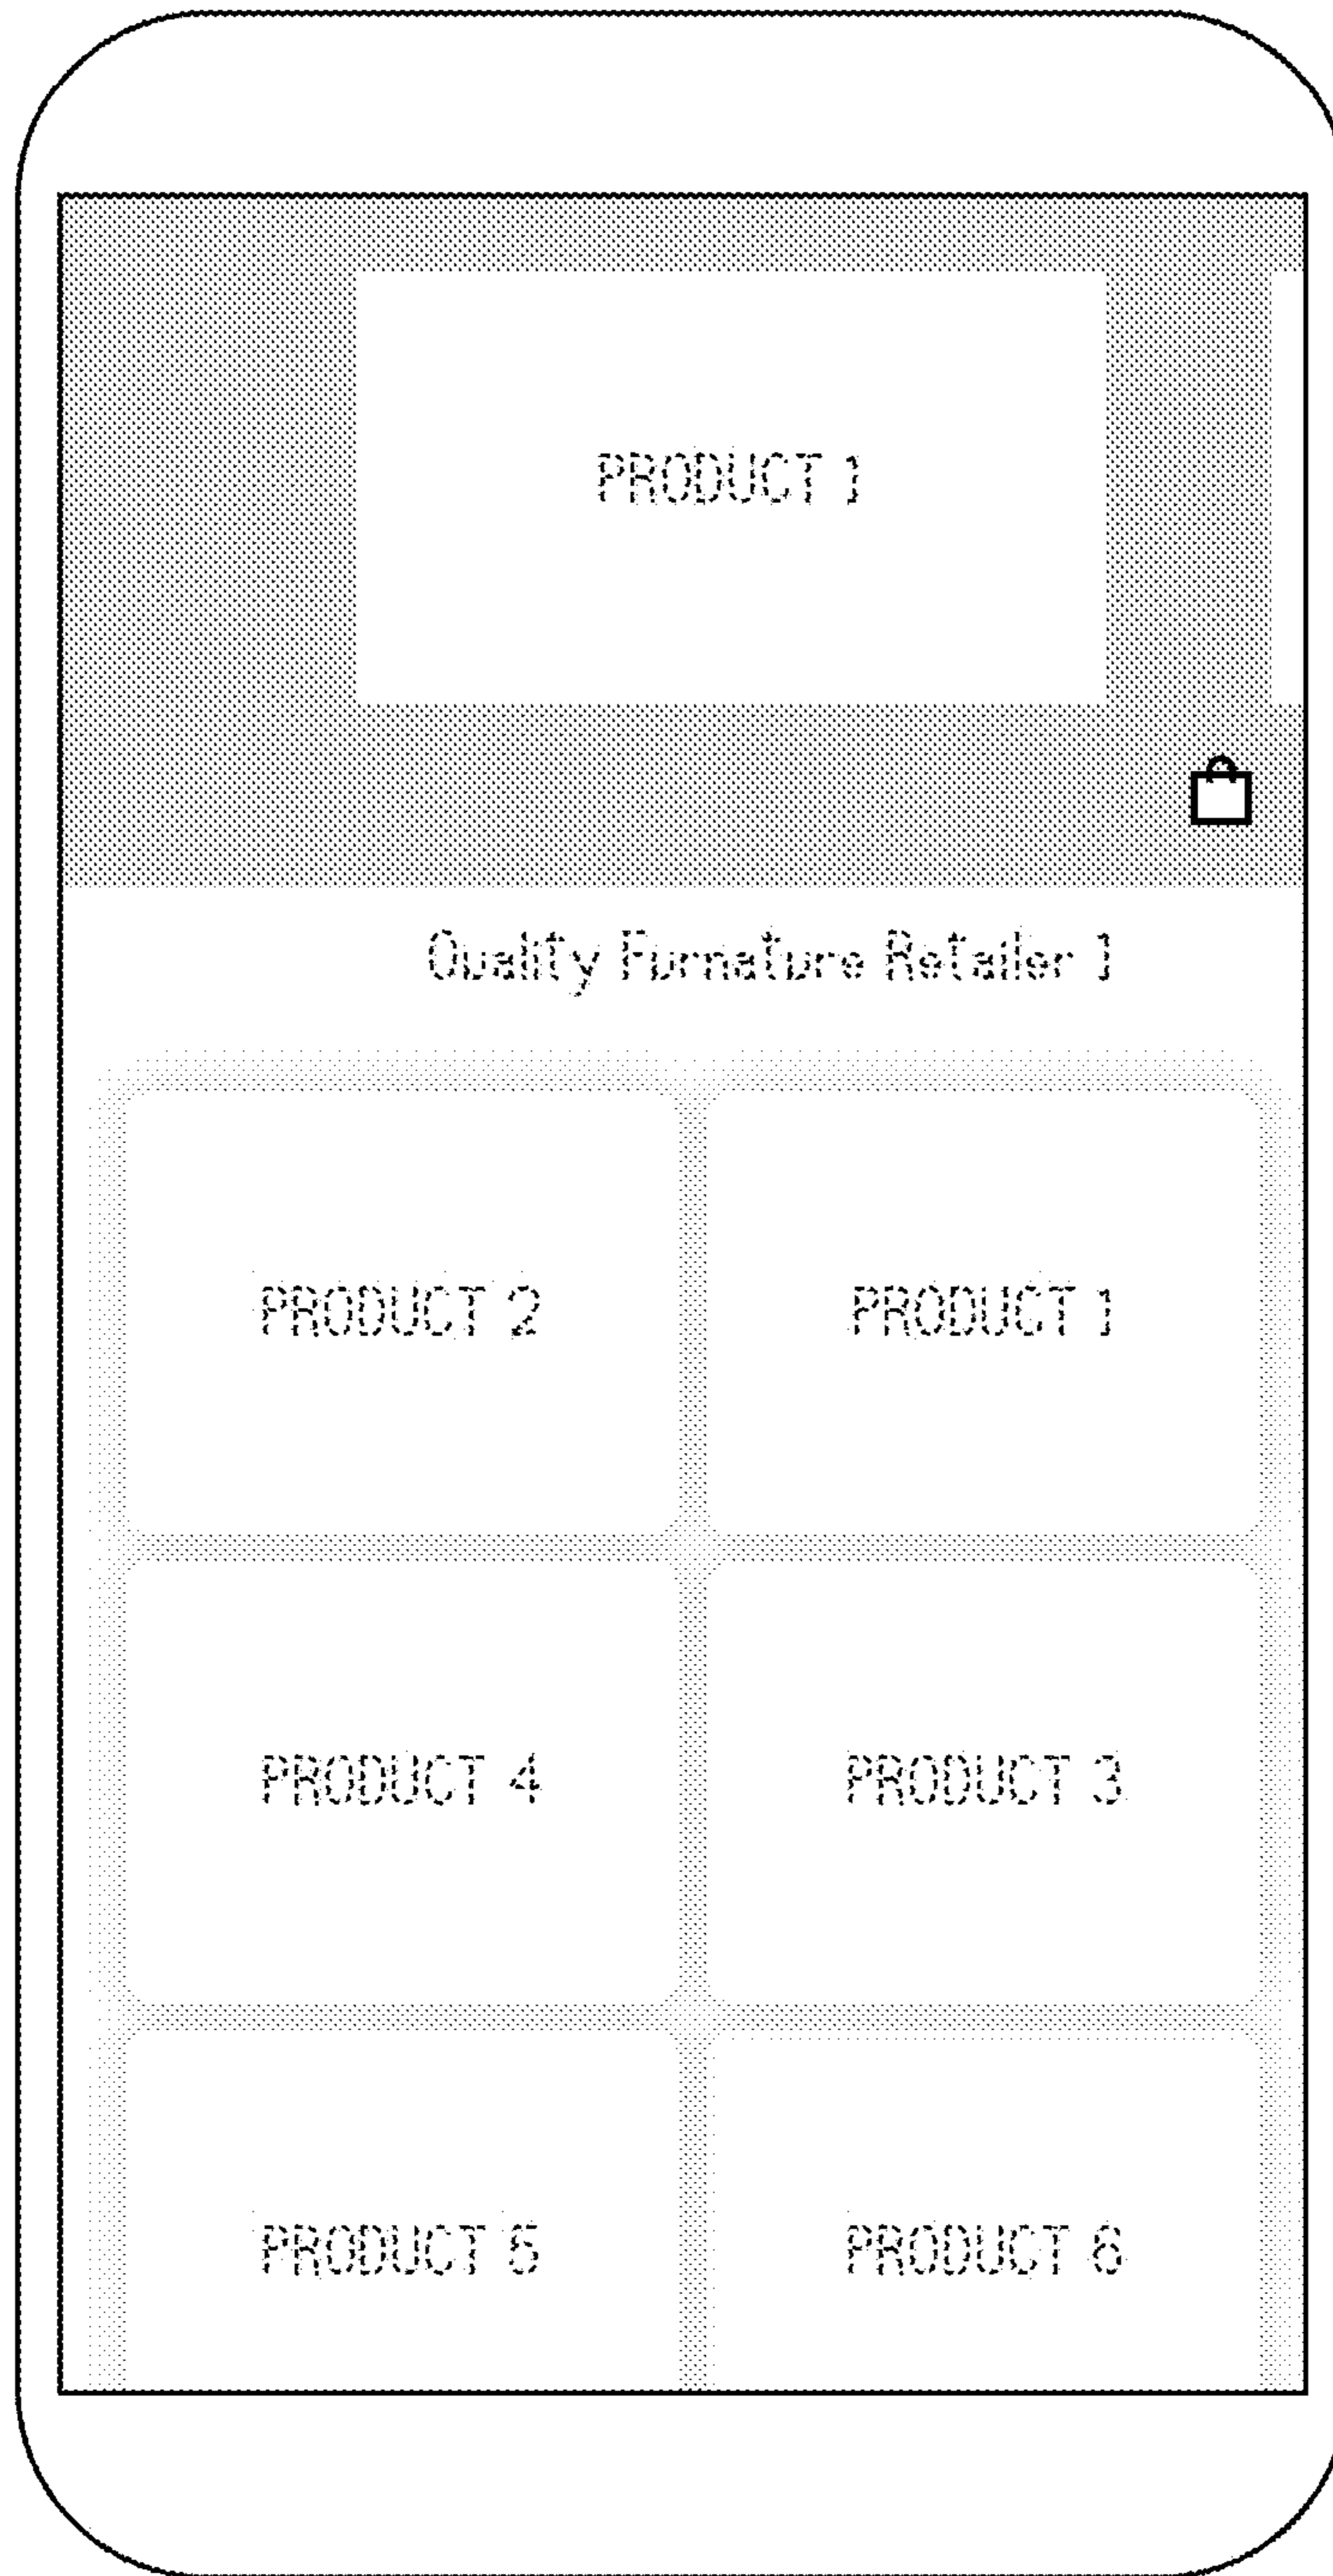 PRODUCT 1
Quality Furnature Retailer 1
PRODUCT 2 PRODUCT 1
PRODUCT 4 PRODUCT 3
PRODUCT 5 PRODUCT 6